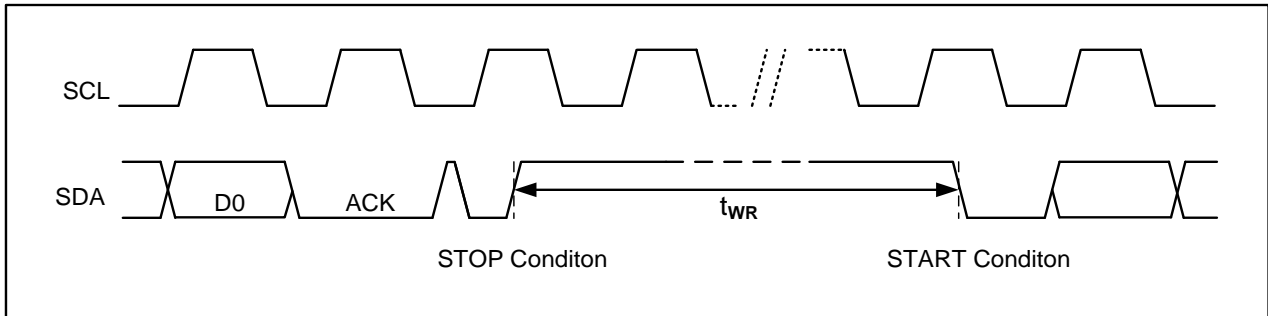 SCL
SDA
D0
ACK
tWR
STOP Conditon
START Conditon